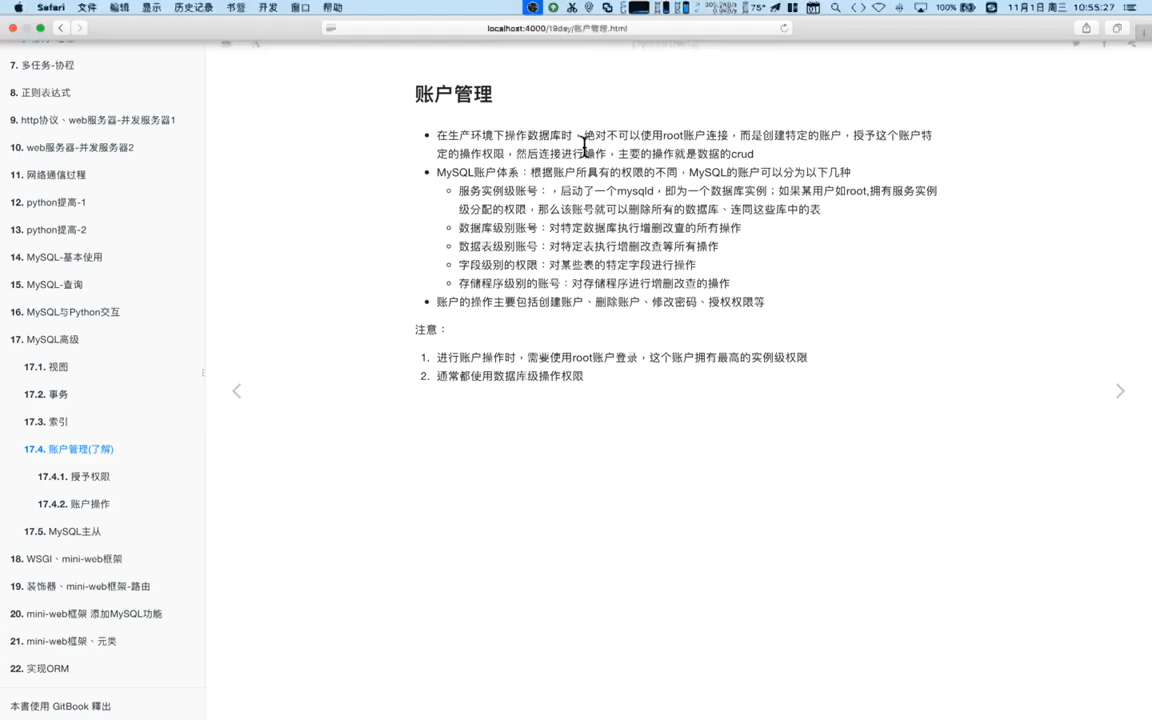 Safari 文件 编辑 显示 历史记录 书签 开发 窗口 帮助 75° 100% 11月1日 周三 10:55:27
localhost:4000/19day/账户管理.html
7. 多任务-协程
8. 正则表达式
9. http协议、web服务器-并发服务器1
10. web服务器-并发服务器2
11. 网络通信过程
12. python提高-1
13. python提高-2
14. MySQL-基本使用
15. MySQL-查询
16. MySQL与Python交互
17. MySQL高级
17.1. 视图
17.2. 事务
17.3. 索引
17.4. 账户管理(了解)
17.4.1. 授予权限
17.4.2. 账户操作
17.5. MySQL主从
18. WSGI、mini-web框架
19. 装饰器、mini-web框架-路由
20. mini-web框架 添加MySQL功能
21. mini-web框架、元类
22. 实现ORM
本書使用 GitBook 釋出
账户管理
在生产环境下操作数据库时，绝对不可以使用root账户连接，而是创建特定的账户，授予这个账户特
定的操作权限，然后连接进行操作，主要的操作就是数据的crud
MySQL账户体系：根据账户所具有的权限的不同，MySQL的账户可以分为以下几种
服务实例级账号：，启动了一个mysqld，即为一个数据库实例；如果某用户如root,拥有服务实例
级分配的权限，那么该账号就可以删除所有的数据库、连同这些库中的表
数据库级别账号：对特定数据库执行增删改查的所有操作
数据表级别账号：对特定表执行增删改查等所有操作
字段级别的权限：对某些表的特定字段进行操作
存储程序级别的账号：对存储程序进行增删改查的操作
账户的操作主要包括创建账户、删除账户、修改密码、授权权限等
注意：
1. 进行账户操作时，需要使用root账户登录，这个账户拥有最高的实例级权限
2. 通常都使用数据库级操作权限